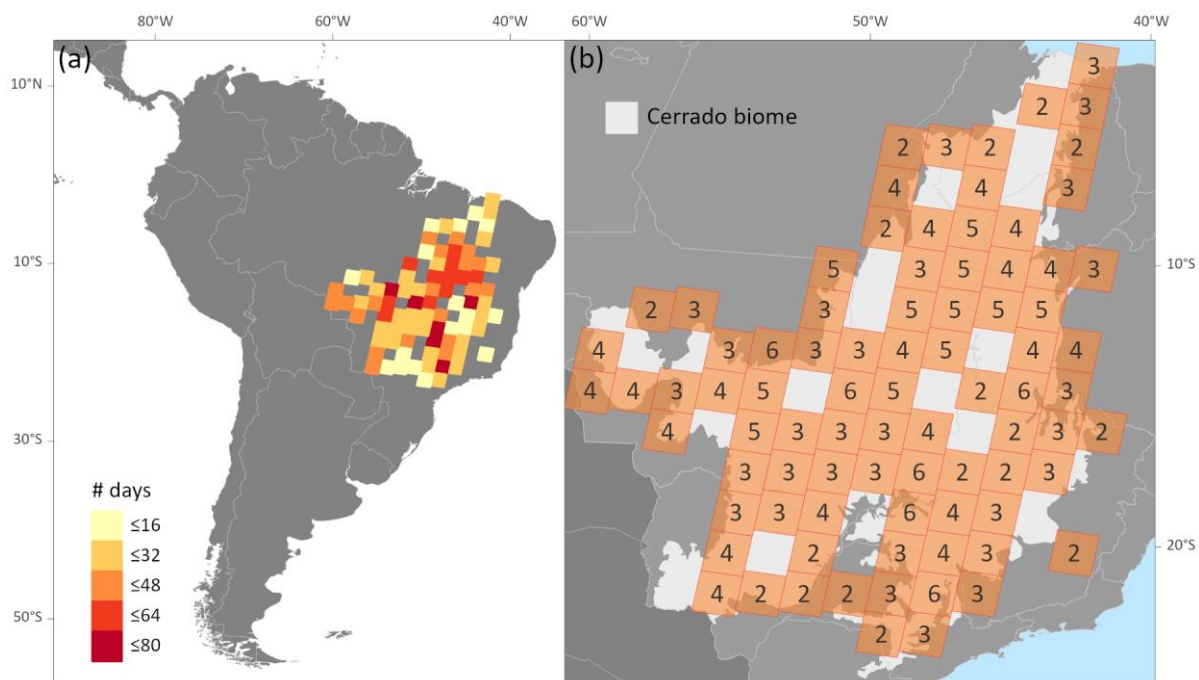 80°W 60°W 40°W 60°W 50°W 40°W
(a) (b)
10°N
10°S
30°S
50°S
# days
≤16
≤32
≤48
≤64
≤80
Cerrado biome
10°S
20°S
3
2 3
2 3 2 2
4 4 3
2 4 5 4
5 3 5 4 4 3
2 3 3 5 5 5 5
4 3 6 3 3 4 5 4 4
4 4 3 4 5 6 5 2 6 3
4 5 3 3 3 4 2 3 2
3 3 3 3 6 2 2 3
3 3 4 6 4 3
4 2 3 4 3 2
4 2 2 2 3 6 3
2 3